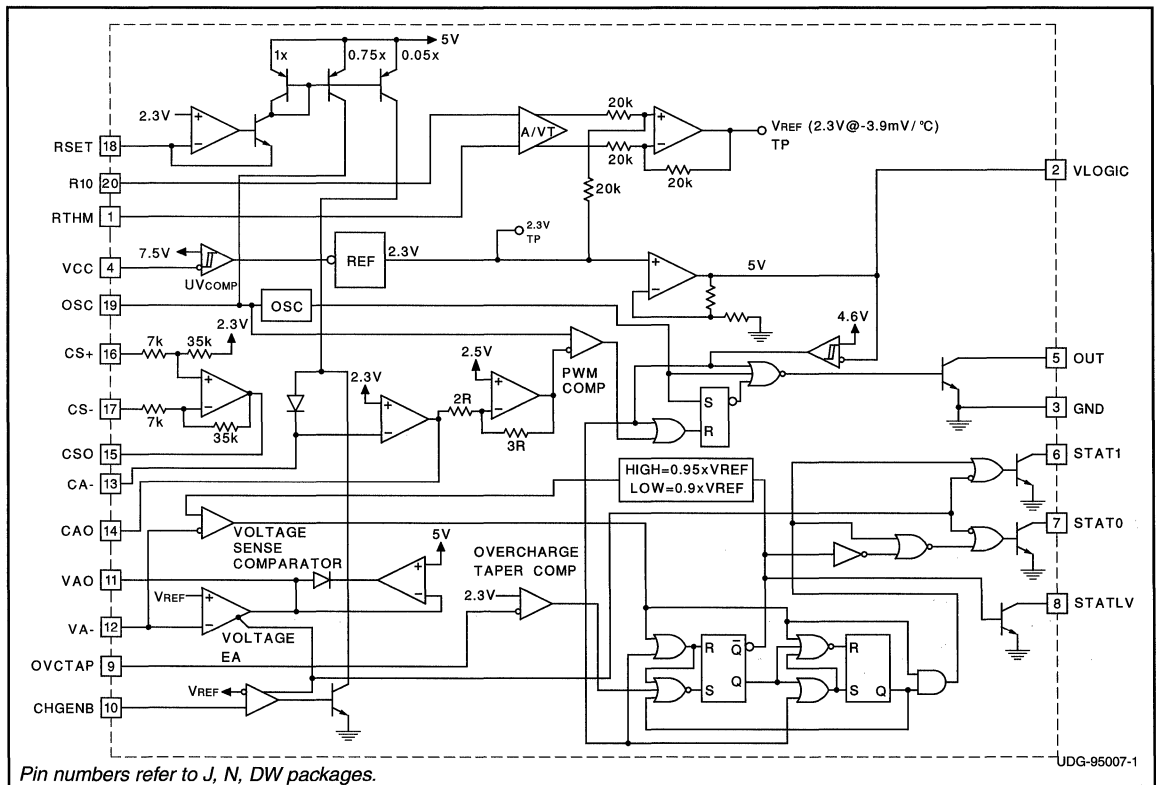 5V
1x 0.75x 0.05x
2.3V
RSET 18
R10 20
RTHM 1
A/VT
20k
20k
20k
20k
VREF (2.3V@-3.9mV/°C)
TP
2 VLOGIC
7.5V
VCC 4
UVCOMP
REF
2.3V
2.3V
TP
5V
OSC 19
OSC
4.6V
CS+ 16
7k
35k
2.3V
CS- 17
7k
35k
CSO 15
CA- 13
2.3V
2R
2.5V
3R
PWM
COMP
S
R
5 OUT
3 GND
CAO 14
HIGH=0.95xVREF
LOW=0.9xVREF
6 STAT1
7 STAT0
8 STATLV
VOLTAGE
SENSE
COMPARATOR
5V
OVERCHARGE
TAPER COMP
VAO 11
VREF
VA- 12
VOLTAGE
EA
2.3V
OVCTAP 9
VREF
CHGENB 10
R Q
S Q
R
S Q
UDG-95007-1
Pin numbers refer to J, N, DW packages.